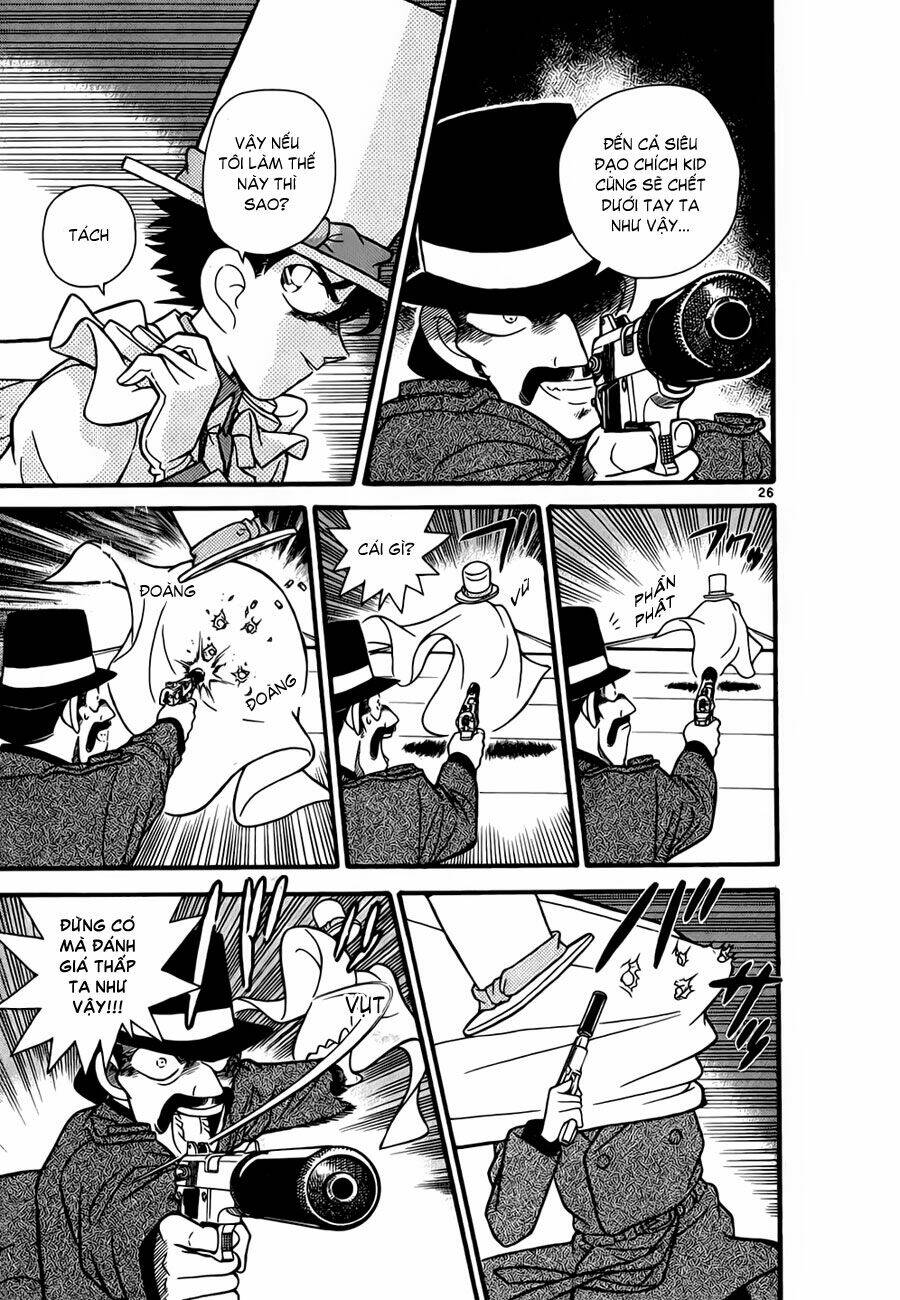 ĐẾN CẢ SIÊU
ĐẠO CHÍCH KID
CŨNG SẼ CHẾT
DƯỚI TAY TA
NHƯ VẬY...
VẬY NẾU
TÔI LÀM THẾ
NÀY THÌ
SAO?
TÁCH
26
PHẦN
PHẬT
CÁI GÌ?
VŨ
ĐOÀNG
ĐOÀNG
ĐỪNG CÓ
MÀ ĐÁNH
GIÁ THẤP
TA NHƯ
VẬY!!!
VỤT